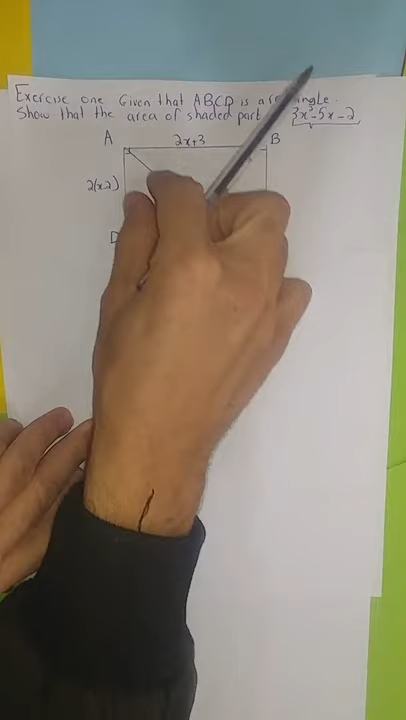 Exercise one Given that ABCD is a
Show that the area of shaded part 3x²-5x-2
A 2x+3 B
2(x-2)
D